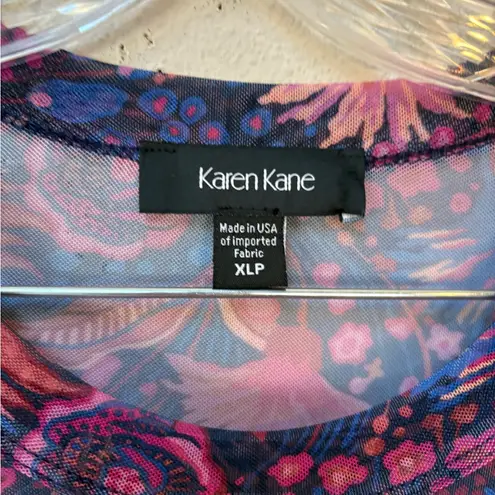 Karen Kane
Made in USA
of imported
Fabric
XLP